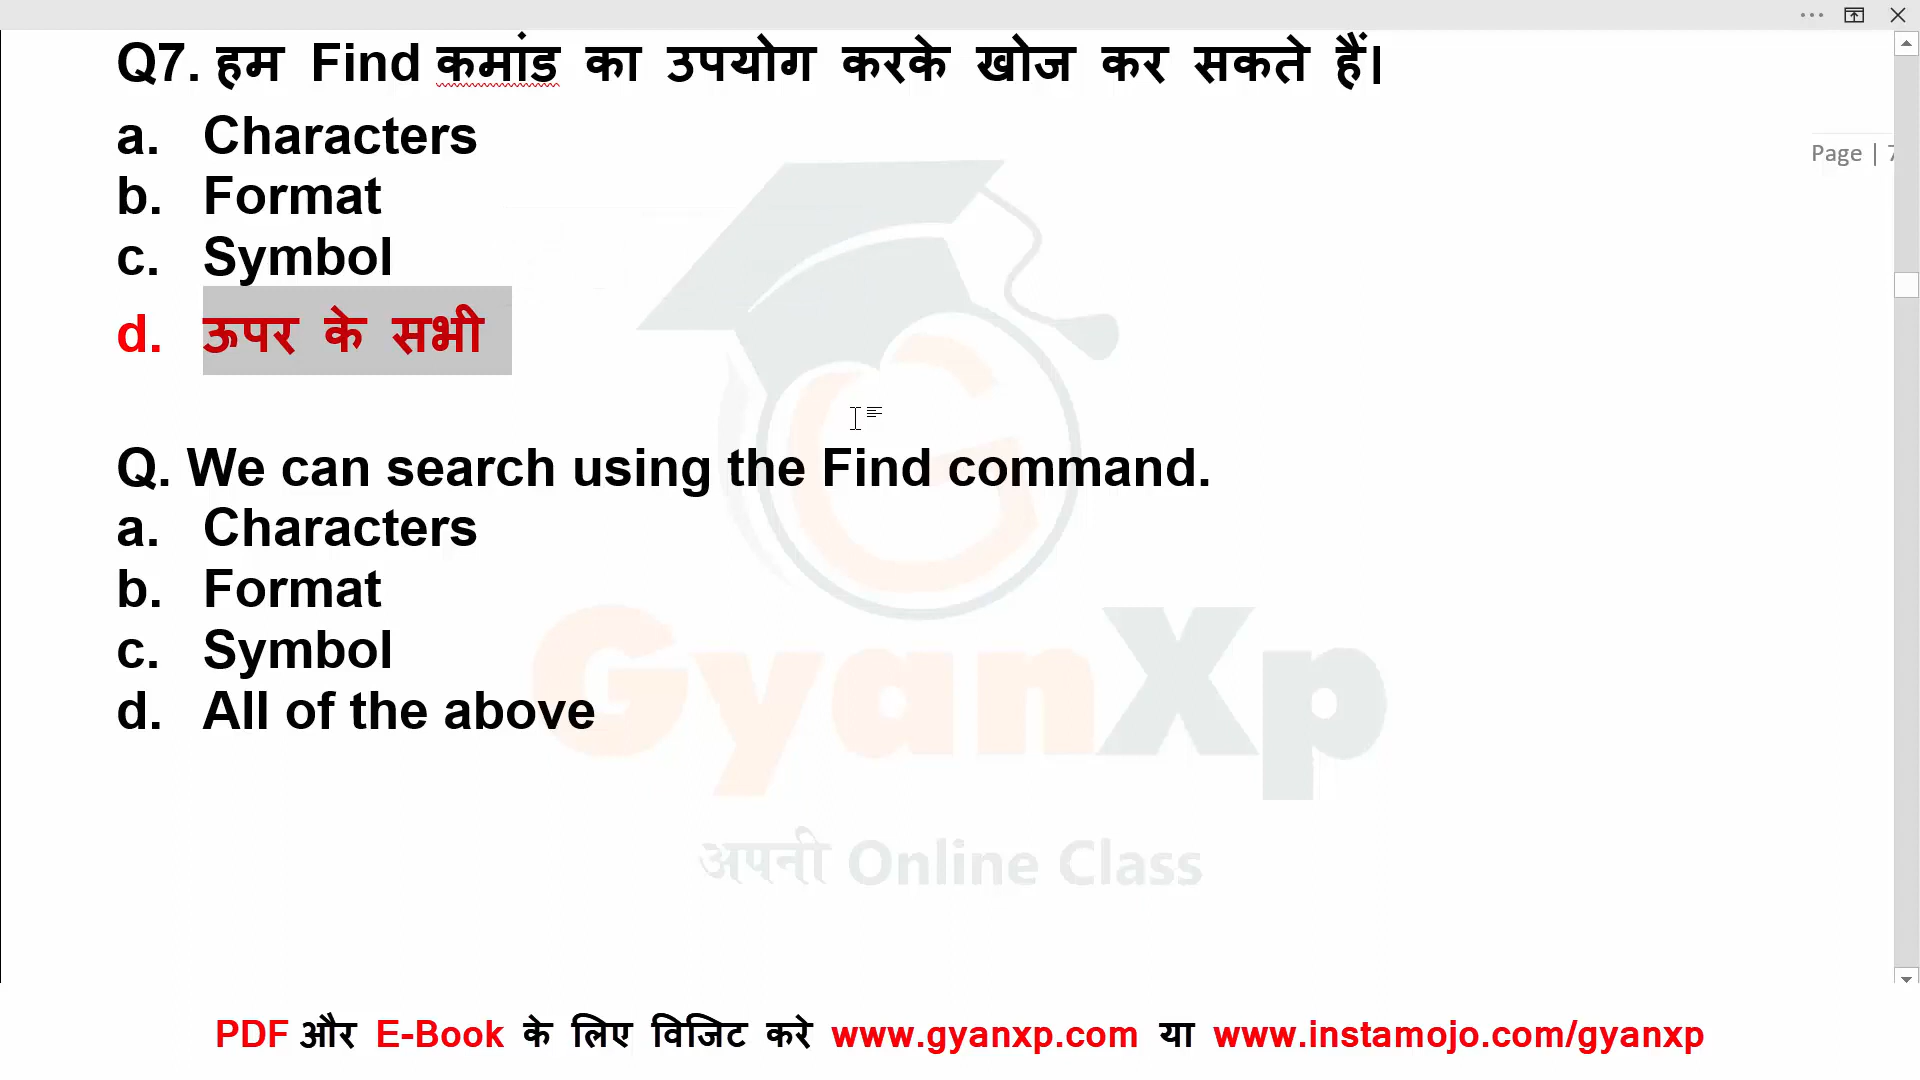 Q7. हम Find कमांड का उपयोग करके खोज कर सकते हैं।
a. Characters
Page | 7
b. Format
c. Symbol
d. ऊपर के सभी
Q. We can search using the Find command.
a. Characters
b. Format
c. Symbol
d. All of the above
GyanXp
अपनी Online Class
PDF और E-Book के लिए विजिट करे www.gyanxp.com या www.instamojo.com/gyanxp